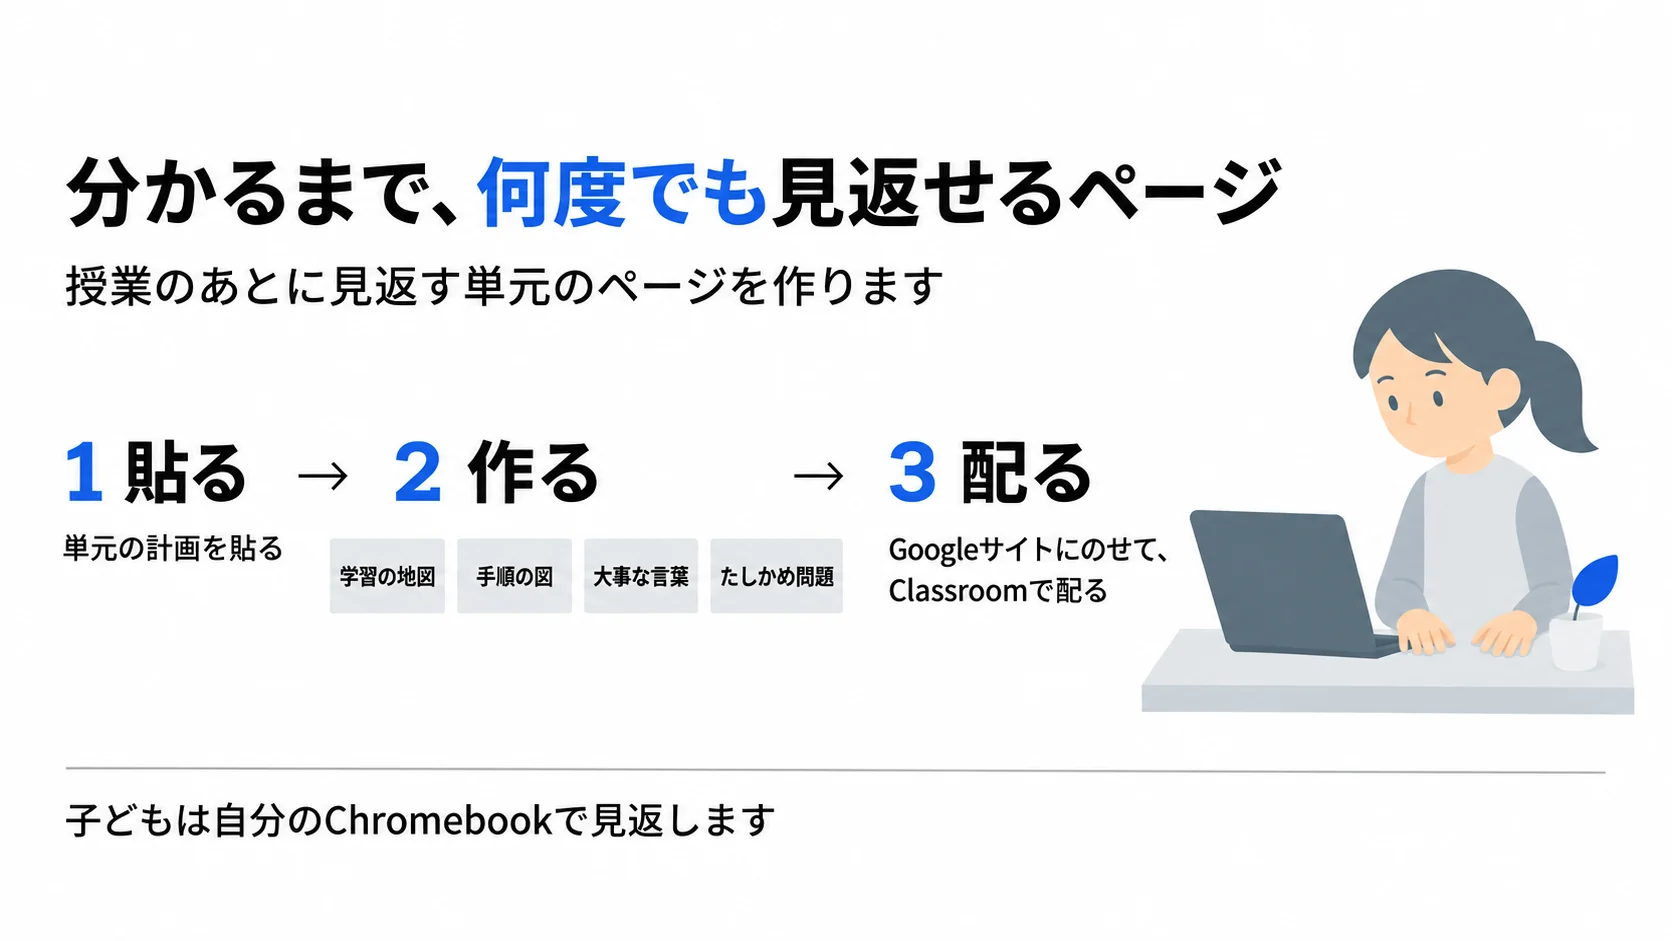 分かるまで、何度でも見返せるページ
授業のあとに見返す単元のページを作ります
1 貼る → 2 作る → 3 配る
単元の計画を貼る
学習の地図
手順の図
大事な言葉
たしかめ問題
Googleサイトにのせて、
Classroomで配る
子どもは自分のChromebookで見返します